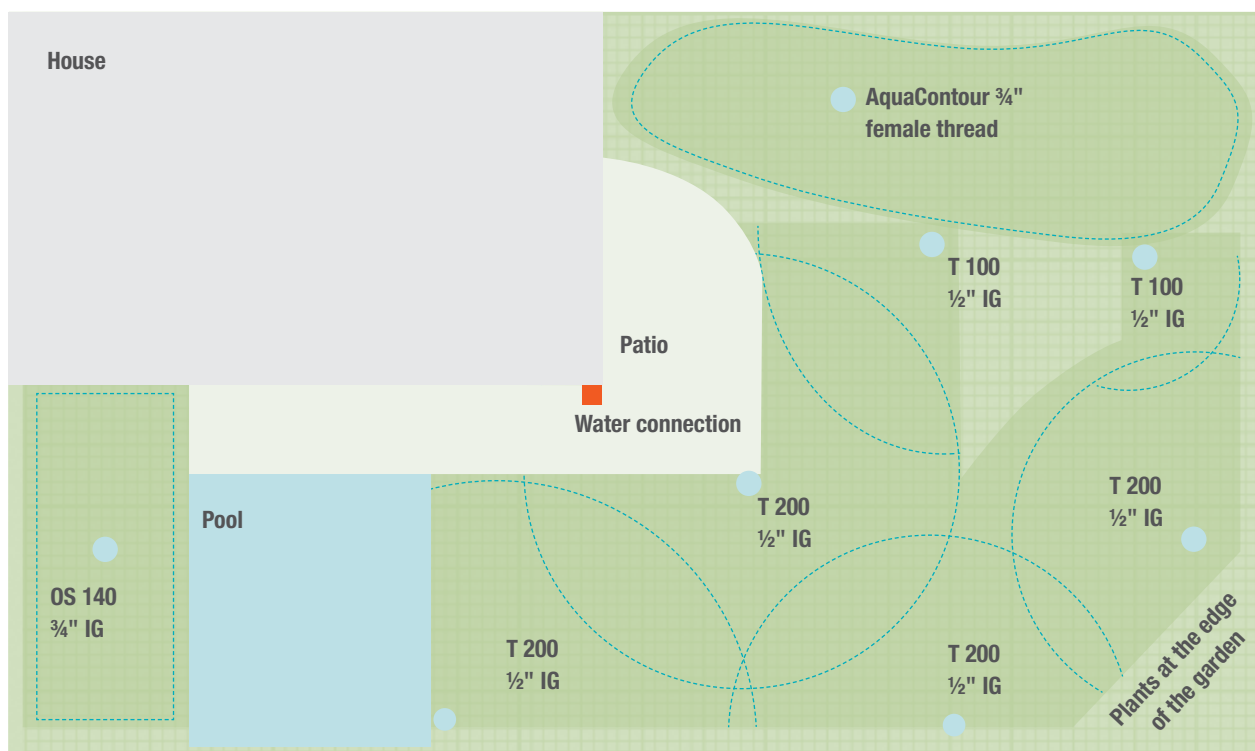 House
AquaContour ¾"
female thread
T 100
½" IG
T 100
½" IG
Patio
Water connection
T 200
½" IG
T 200
½" IG
Pool
OS 140
¾" IG
T 200
½" IG
T 200
½" IG
Plants at the edge
of the garden